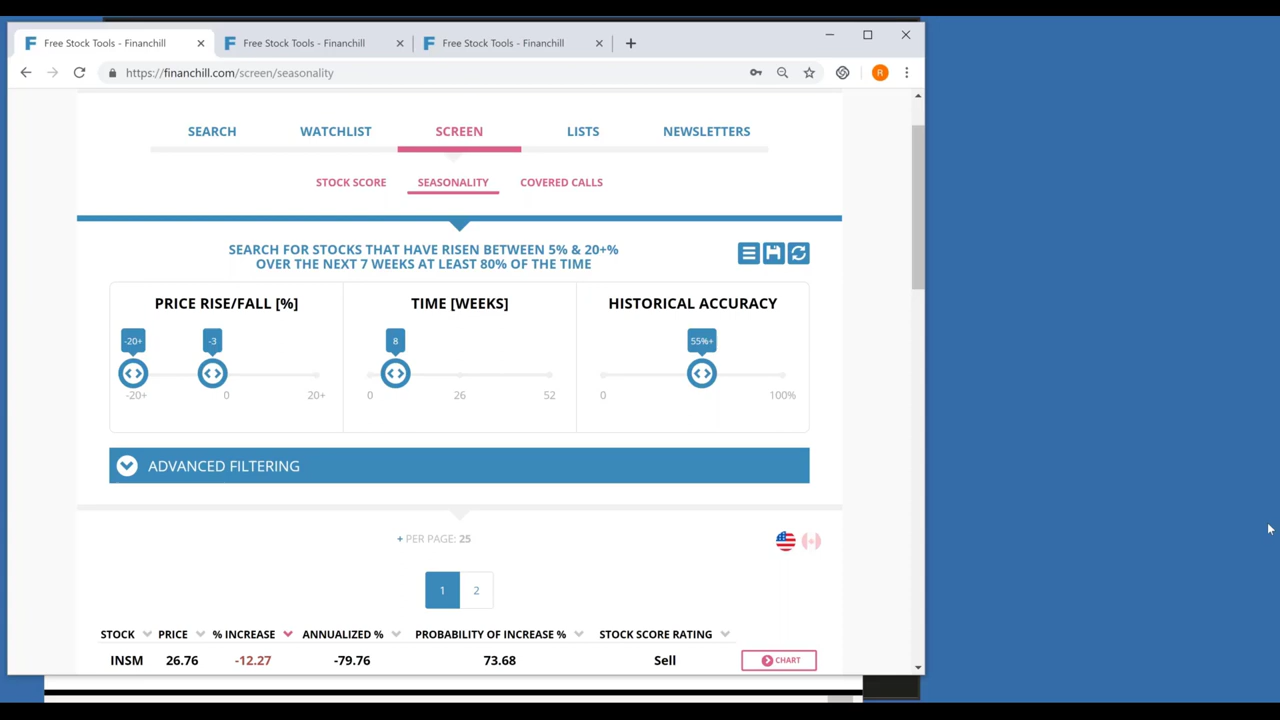 Free Stock Tools - Financhill
Free Stock Tools - Financhill
Free Stock Tools - Financhill
https://financhill.com/screen/seasonality
R
SEARCH WATCHLIST SCREEN LISTS NEWSLETTERS
STOCK SCORE SEASONALITY COVERED CALLS
SEARCH FOR STOCKS THAT HAVE RISEN BETWEEN 5% & 20+%
OVER THE NEXT 7 WEEKS AT LEAST 80% OF THE TIME
PRICE RISE/FALL [%] TIME [WEEKS] HISTORICAL ACCURACY
-20+ -3 8 55%+
-20+ 0 20+ 0 26 52 0 100%
ADVANCED FILTERING
+ PER PAGE: 25
1 2
STOCK PRICE % INCREASE ANNUALIZED % PROBABILITY OF INCREASE % STOCK SCORE RATING
INSM 26.76 -12.27 -79.76 73.68 Sell CHART